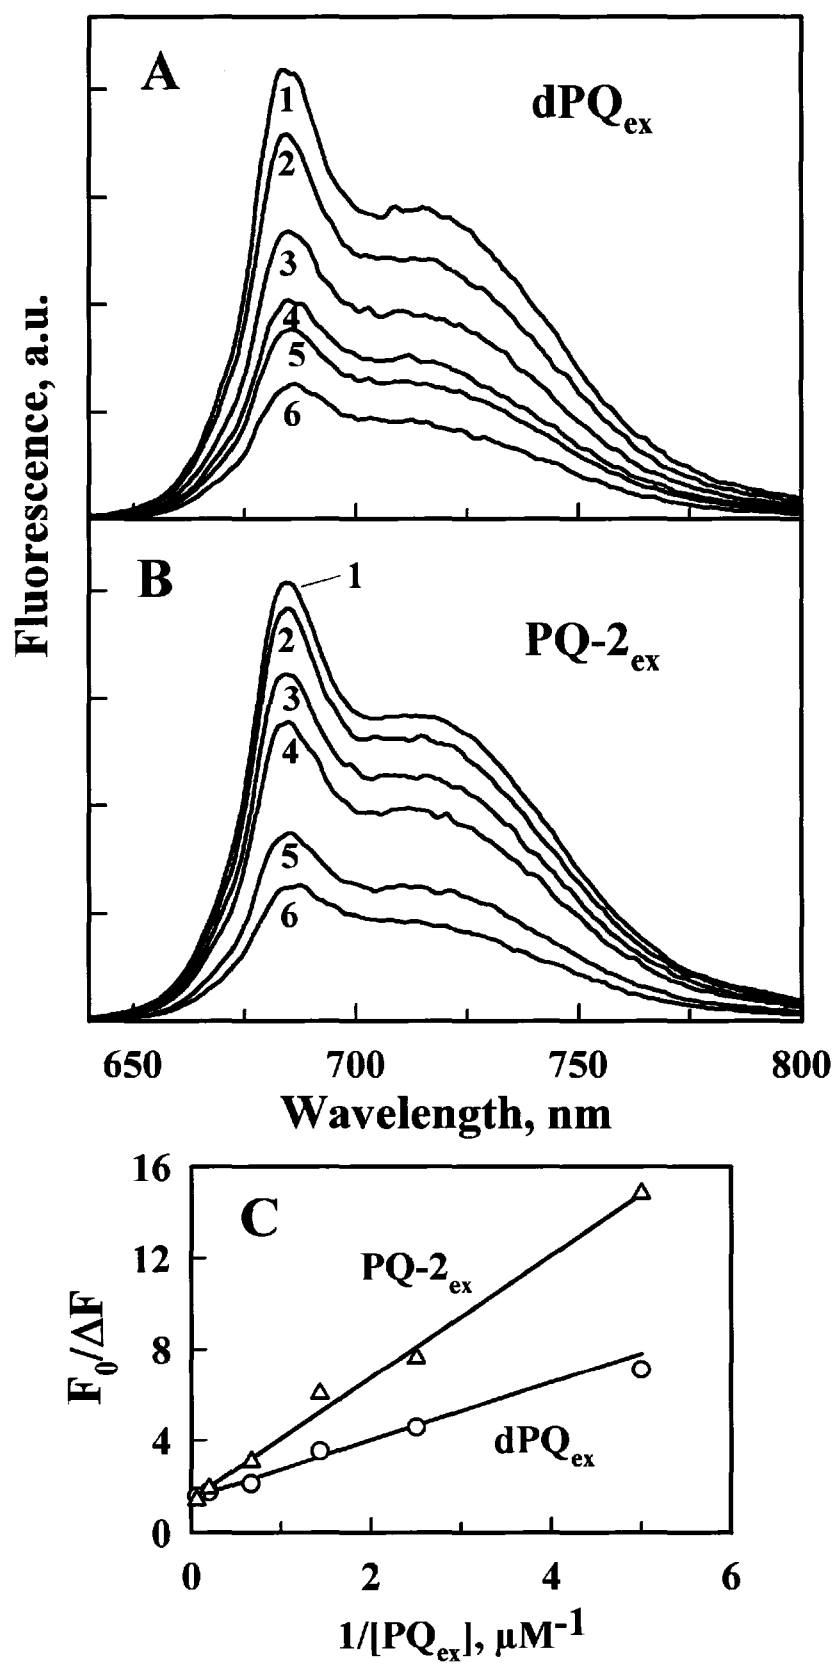 A
dPQex
1
2
3
4
5
6
B
PQ-2ex
1
2
3
4
5
6
Fluorescence, a.u.
650 700 750 800
Wavelength, nm
C
16
12
8
4
0
F0/ΔF
PQ-2ex
dPQex
0 2 4 6
1/[PQex], µM-1